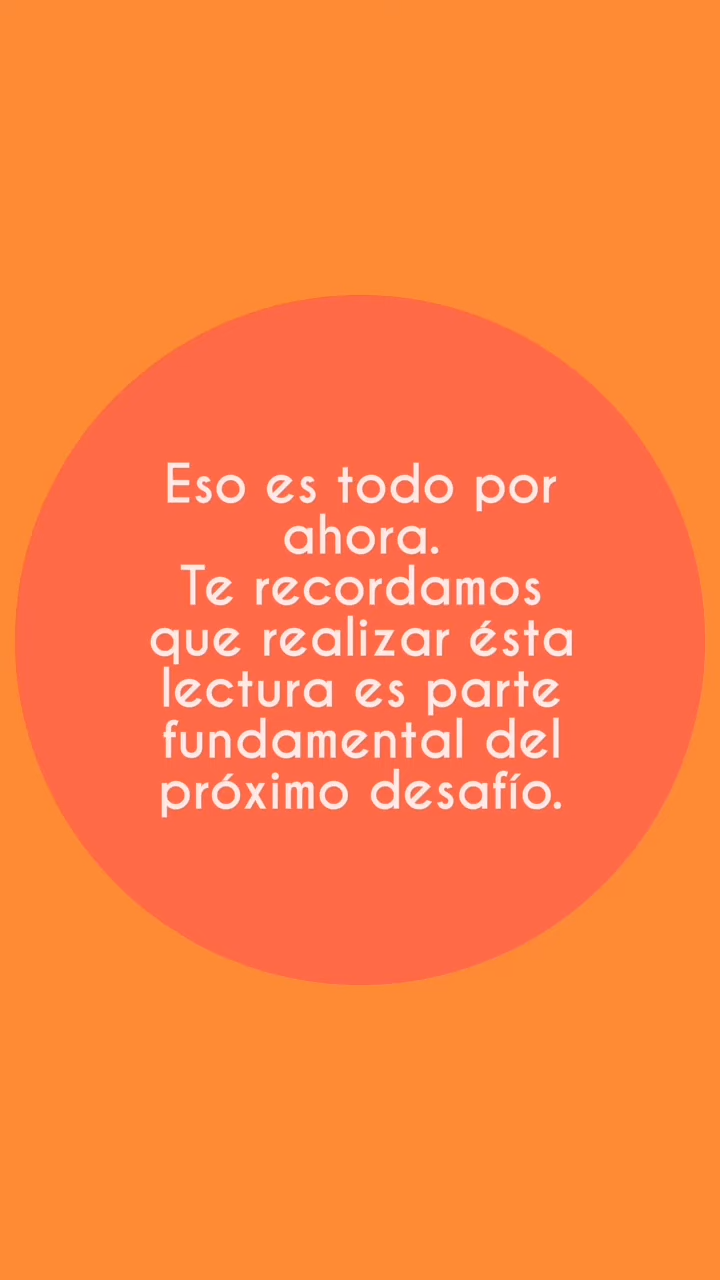 Eso es todo por
ahora.
Te recordamos
que realizar ésta
lectura es parte
fundamental del
próximo desafío.